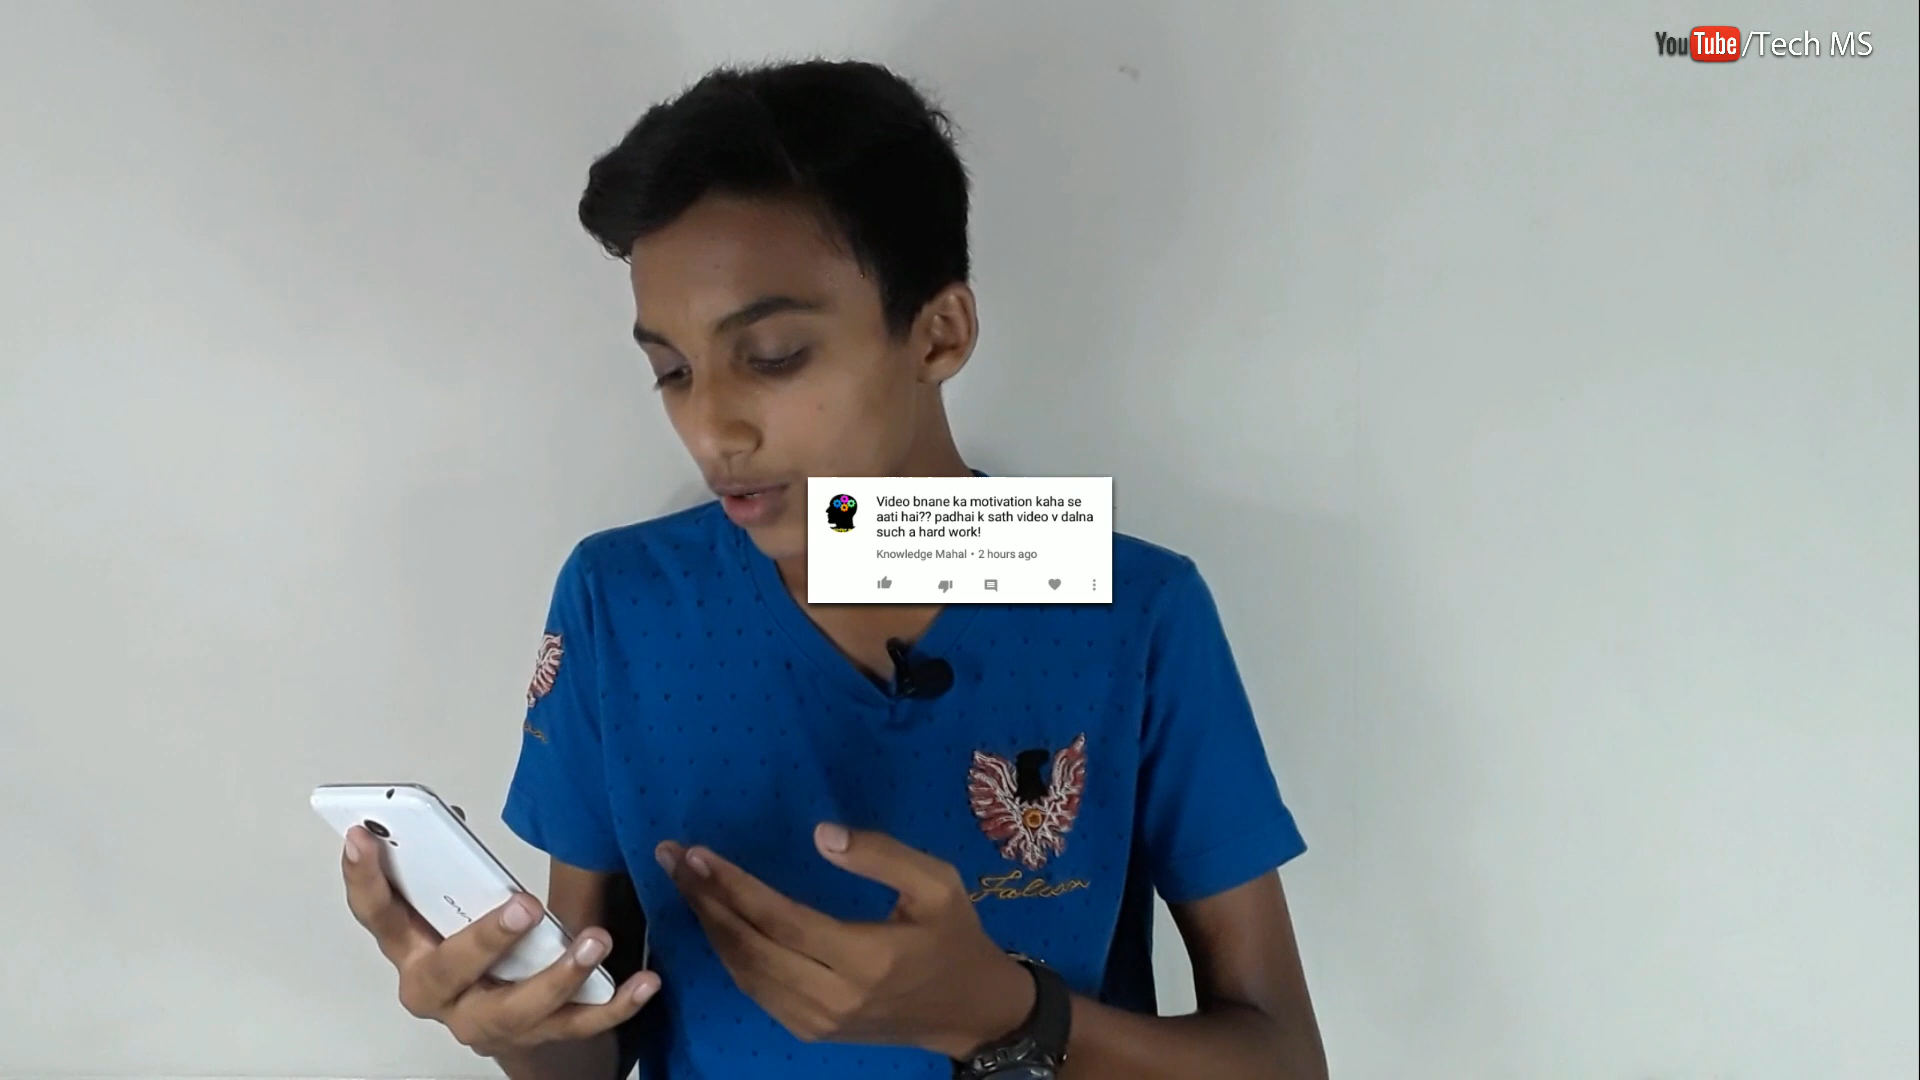 YouTube/Tech MS
Video bnane ka motivation kaha se
aati hai?? padhai k sath video v dalna
such a hard work!
Knowledge Mahal • 2 hours ago
Falcon